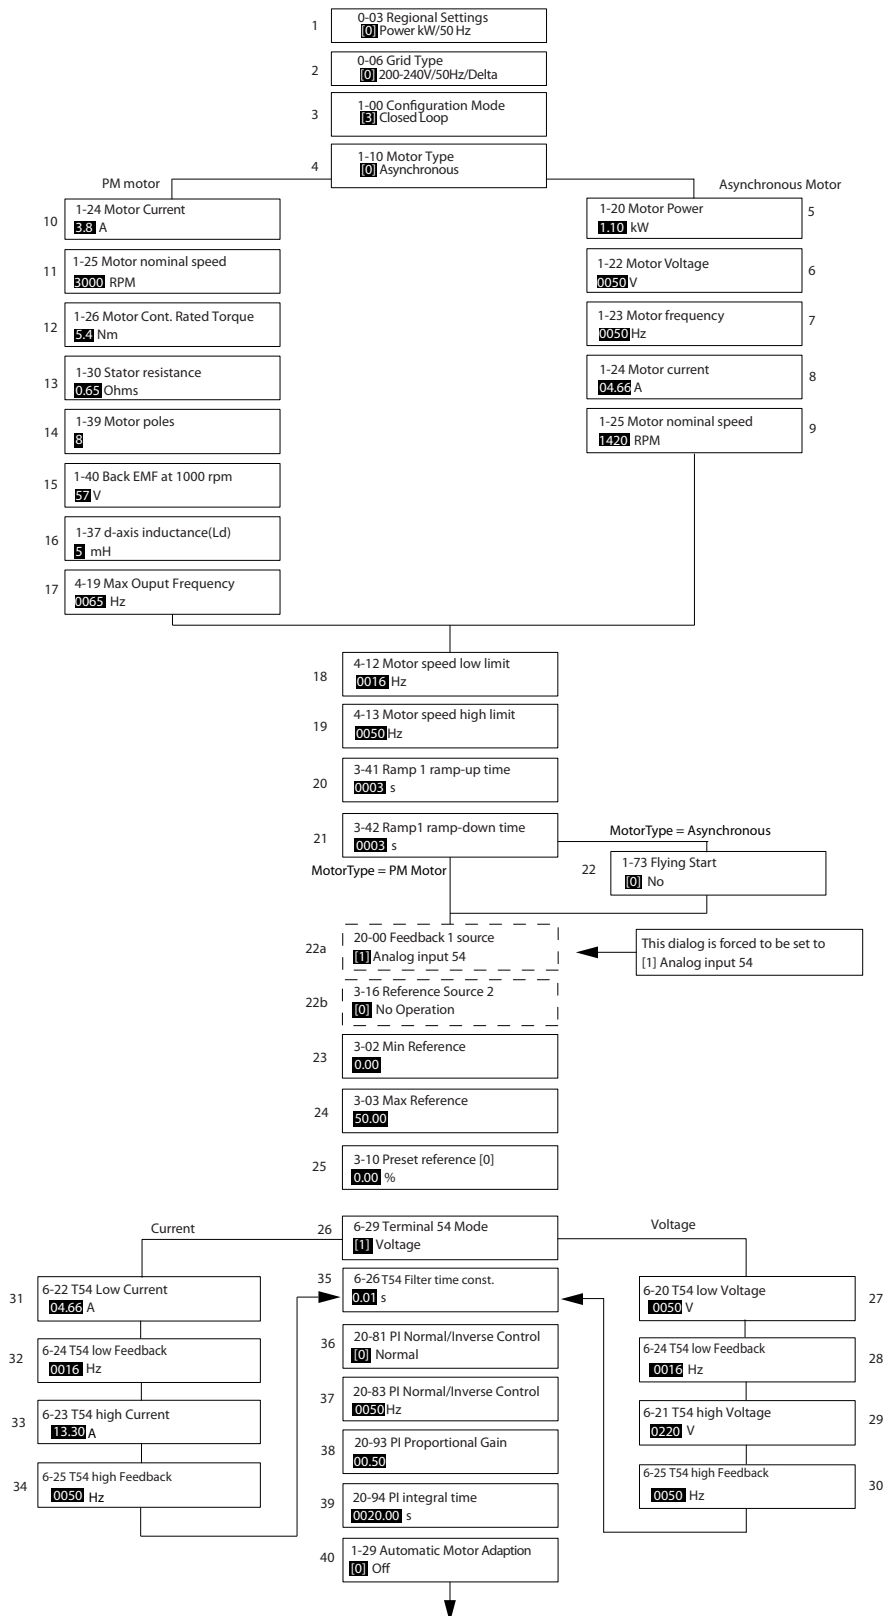 1
0-03 Regional Settings
[0] Power kW/50 Hz
2
0-06 Grid Type
[0] 200-240V/50Hz/Delta
3
1-00 Configuration Mode
[3] Closed Loop
4
1-10 Motor Type
[0] Asynchronous
PM motor
Asynchronous Motor
10
1-24 Motor Current
3.8 A
11
1-25 Motor nominal speed
3000 RPM
12
1-26 Motor Cont. Rated Torque
5.4 Nm
13
1-30 Stator resistance
0.65 Ohms
14
1-39 Motor poles
8
15
1-40 Back EMF at 1000 rpm
57 V
16
1-37 d-axis inductance(Ld)
5 mH
17
4-19 Max Ouput Frequency
0065 Hz
1-20 Motor Power
1.10 kW
5
1-22 Motor Voltage
0050 V
6
1-23 Motor frequency
0050 Hz
7
1-24 Motor current
04.66 A
8
1-25 Motor nominal speed
1420 RPM
9
18
4-12 Motor speed low limit
0016 Hz
19
4-13 Motor speed high limit
0050 Hz
20
3-41 Ramp 1 ramp-up time
0003 s
21
3-42 Ramp1 ramp-down time
0003 s
MotorType = Asynchronous
MotorType = PM Motor
22
1-73 Flying Start
[0] No
22a
20-00 Feedback 1 source
[1] Analog input 54
This dialog is forced to be set to
[1] Analog input 54
22b
3-16 Reference Source 2
[0] No Operation
23
3-02 Min Reference
0.00
24
3-03 Max Reference
50.00
25
3-10 Preset reference [0]
0.00 %
Current
26
6-29 Terminal 54 Mode
[1] Voltage
Voltage
31
6-22 T54 Low Current
04.66 A
32
6-24 T54 low Feedback
0016 Hz
33
6-23 T54 high Current
13.30 A
34
6-25 T54 high Feedback
0050 Hz
35
6-26 T54 Filter time const.
0.01 s
36
20-81 PI Normal/Inverse Control
[0] Normal
37
20-83 PI Normal/Inverse Control
0050 Hz
38
20-93 PI Proportional Gain
00.50
39
20-94 PI integral time
0020.00 s
40
1-29 Automatic Motor Adaption
[0] Off
6-20 T54 low Voltage
0050 V
27
6-24 T54 low Feedback
0016 Hz
28
6-21 T54 high Voltage
0220 V
29
6-25 T54 high Feedback
0050 Hz
30